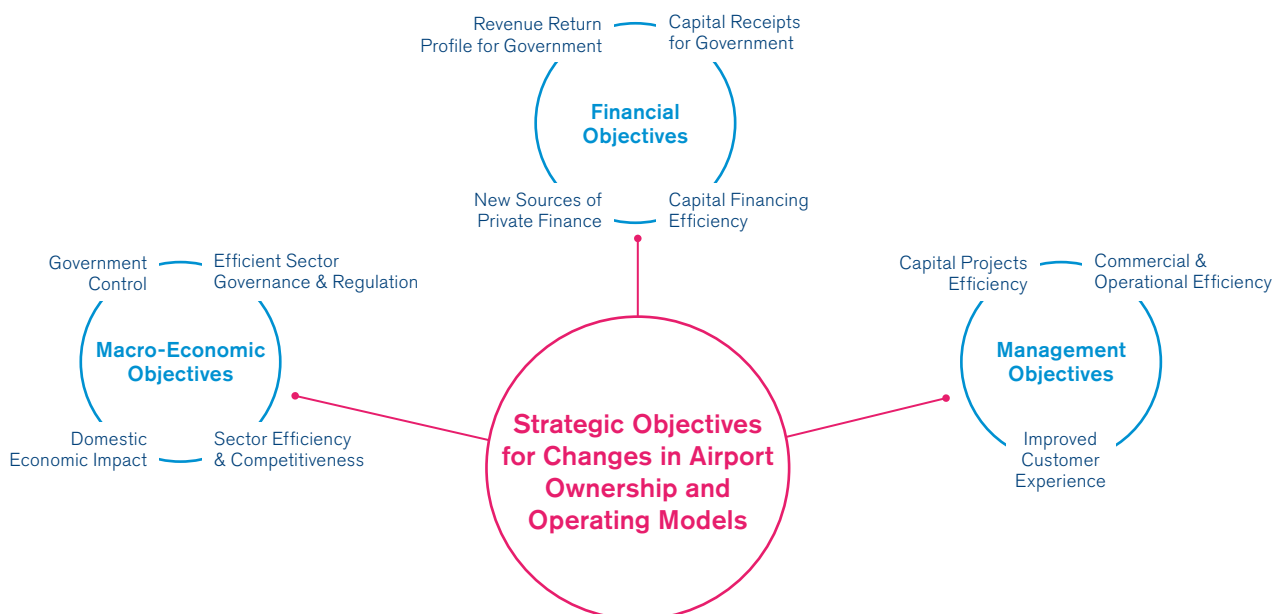 Revenue Return
Profile for Government
Capital Receipts
for Government
Financial
Objectives
New Sources of
Private Finance
Capital Financing
Efficiency
Government
Control
Efficient Sector
Governance & Regulation
Macro-Economic
Objectives
Domestic
Economic Impact
Sector Efficiency
& Competitiveness
Capital Projects
Efficiency
Commercial &
Operational Efficiency
Management
Objectives
Improved
Customer
Experience
Strategic Objectives
for Changes in Airport
Ownership and
Operating Models